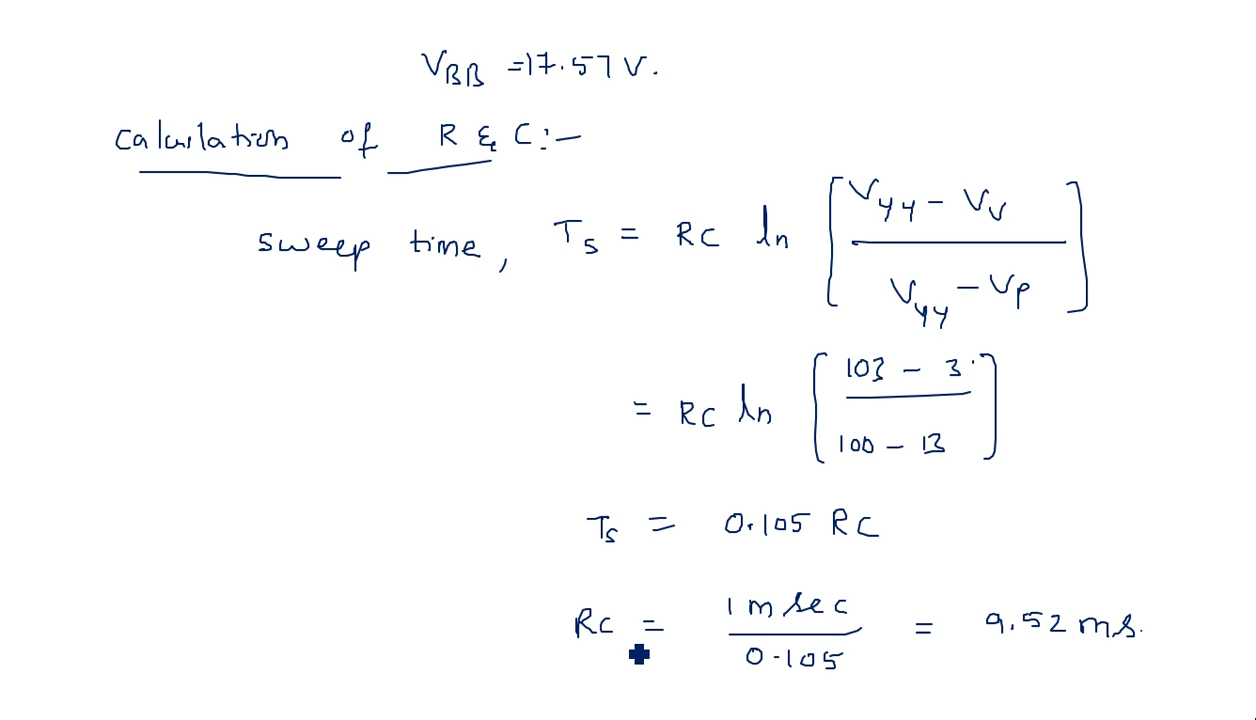 VBB = 17.57 V.
Calculation of R & C :-
sweep time, Ts = RC ln [ (Vyy - Vv) / (Vyy - Vp) ]
= RC ln [ (103 - 3) / (100 - 13) ]
Ts = 0.105 RC
RC = 1 m sec / 0.105 = 9.52 ms.